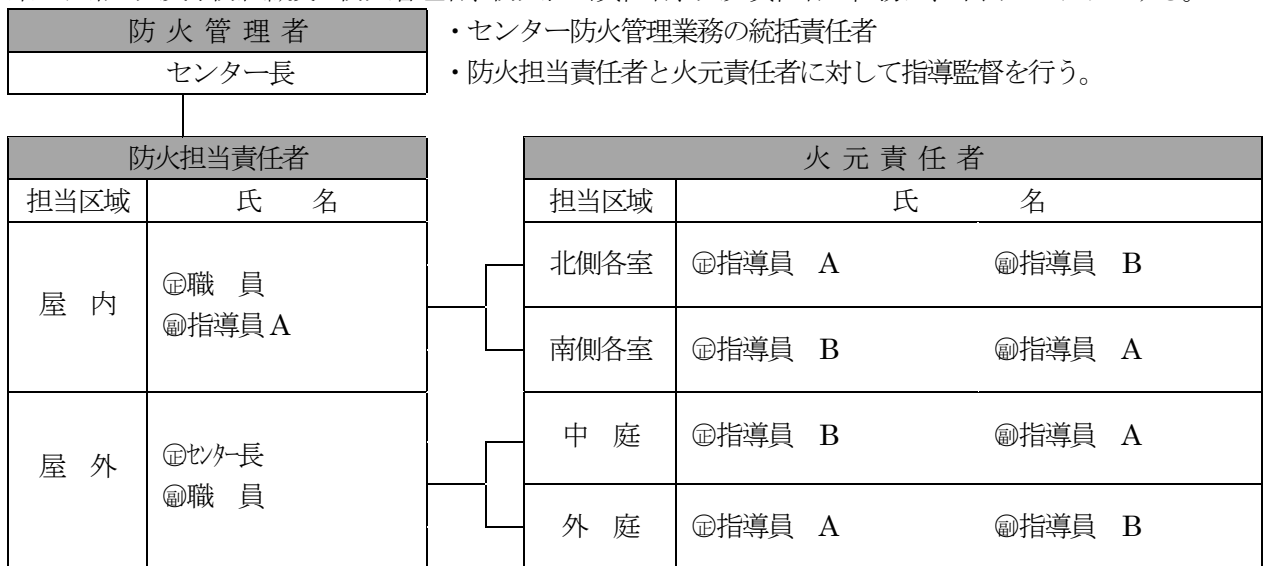 防 火 管 理 者
センター長
・センター防火管理業務の統括責任者
・防火担当責任者と火元責任者に対して指導監督を行う。
防火担当責任者
担当区域 氏 名
屋 内 ㊣職 員
㊢指導員A
屋 外 ㊣センター長
㊢職 員
火 元 責 任 者
担当区域 氏 名
北側各室 ㊣指導員 A ㊢指導員 B
南側各室 ㊣指導員 B ㊢指導員 A
中 庭 ㊣指導員 B ㊢指導員 A
外 庭 ㊣指導員 A ㊢指導員 B